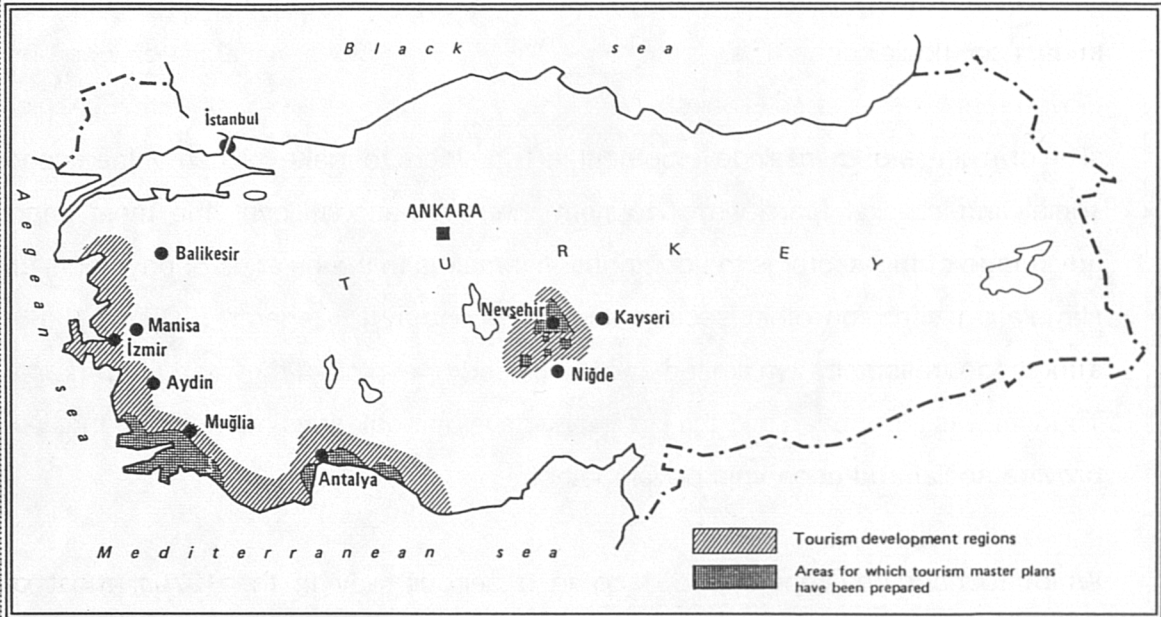 Black sea
İstanbul
Aegean sea
ANKARA
Balikesir
TURKEY
Nevşehir
Kayseri
Manisa
İzmir
Niğde
Aydin
Muğlia
Antalya
Mediterranean sea
Tourism development regions
Areas for which tourism master plans
have been prepared